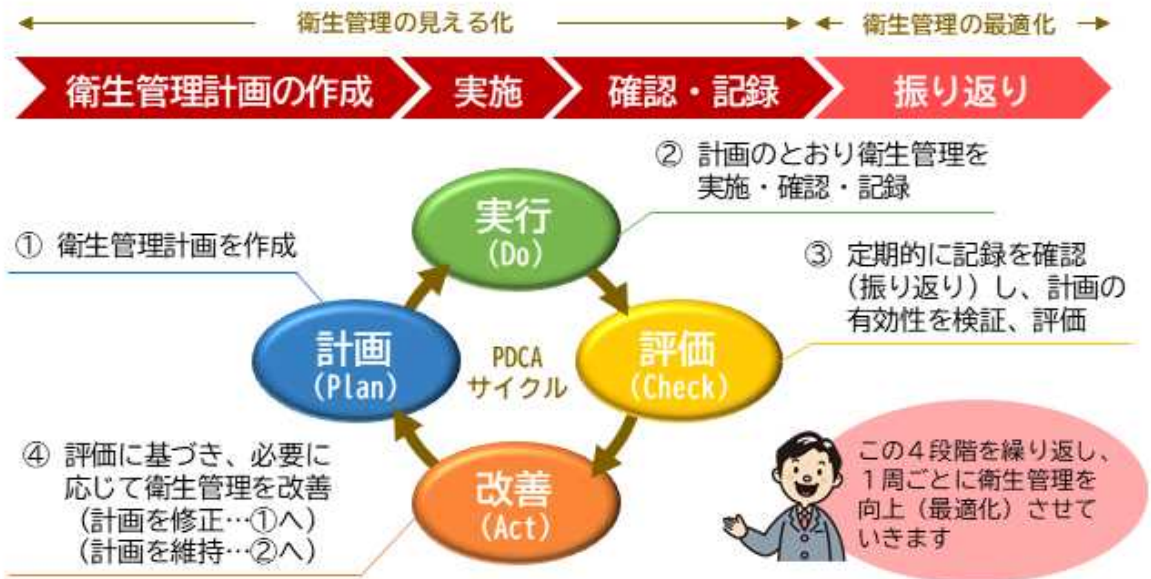 衛生管理の見える化
衛生管理の最適化
衛生管理計画の作成
実施
確認・記録
振り返り
② 計画のとおり衛生管理を
実施・確認・記録
実行
(Do)
① 衛生管理計画を作成
③ 定期的に記録を確認
(振り返り)し、計画の
有効性を検証、評価
計画
(Plan)
PDCA
サイクル
評価
(Check)
④ 評価に基づき、必要に
応じて衛生管理を改善
(計画を修正…①へ)
(計画を維持…②へ)
改善
(Act)
この4段階を繰り返し、
1周ごとに衛生管理を
向上(最適化)させて
いきます